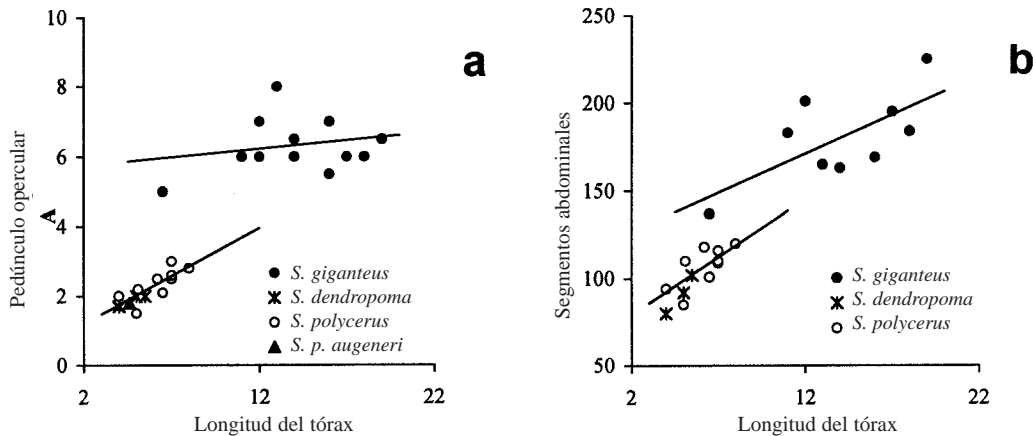 a
Pedúnculo opercular
A
10
8
6
4
2
0
2
12
22
Longitud del tórax
S. giganteus
S. dendropoma
S. polycerus
S. p. augeneri
b
Segmentos abdominales
250
200
150
100
50
2
12
22
Longitud del tórax
S. giganteus
S. dendropoma
S. polycerus